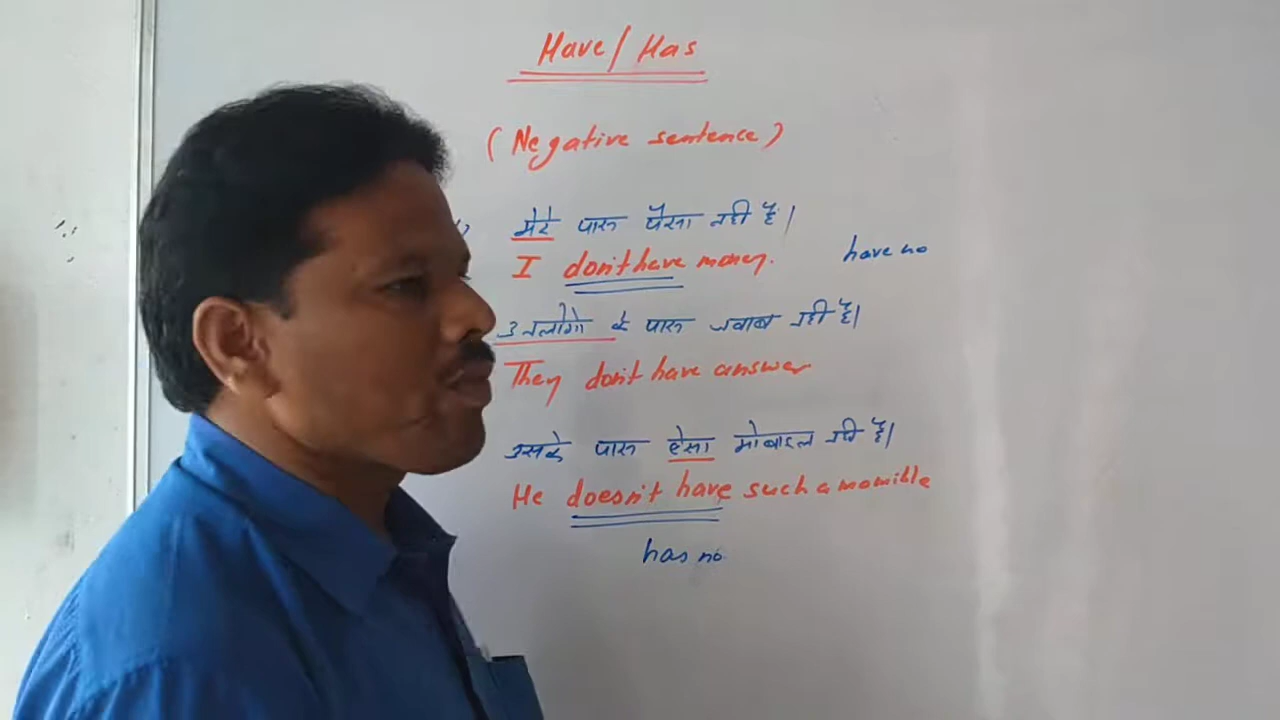 Have/Has
(Negative sentence)
मेरे पास पैसा नही है।
I don't have money.
have no
उनलोगो के पास जवाब नही है।
They don't have answer
उसके पास ऐसा मोबाइल नही है।
He doesn't have such a momible
has no